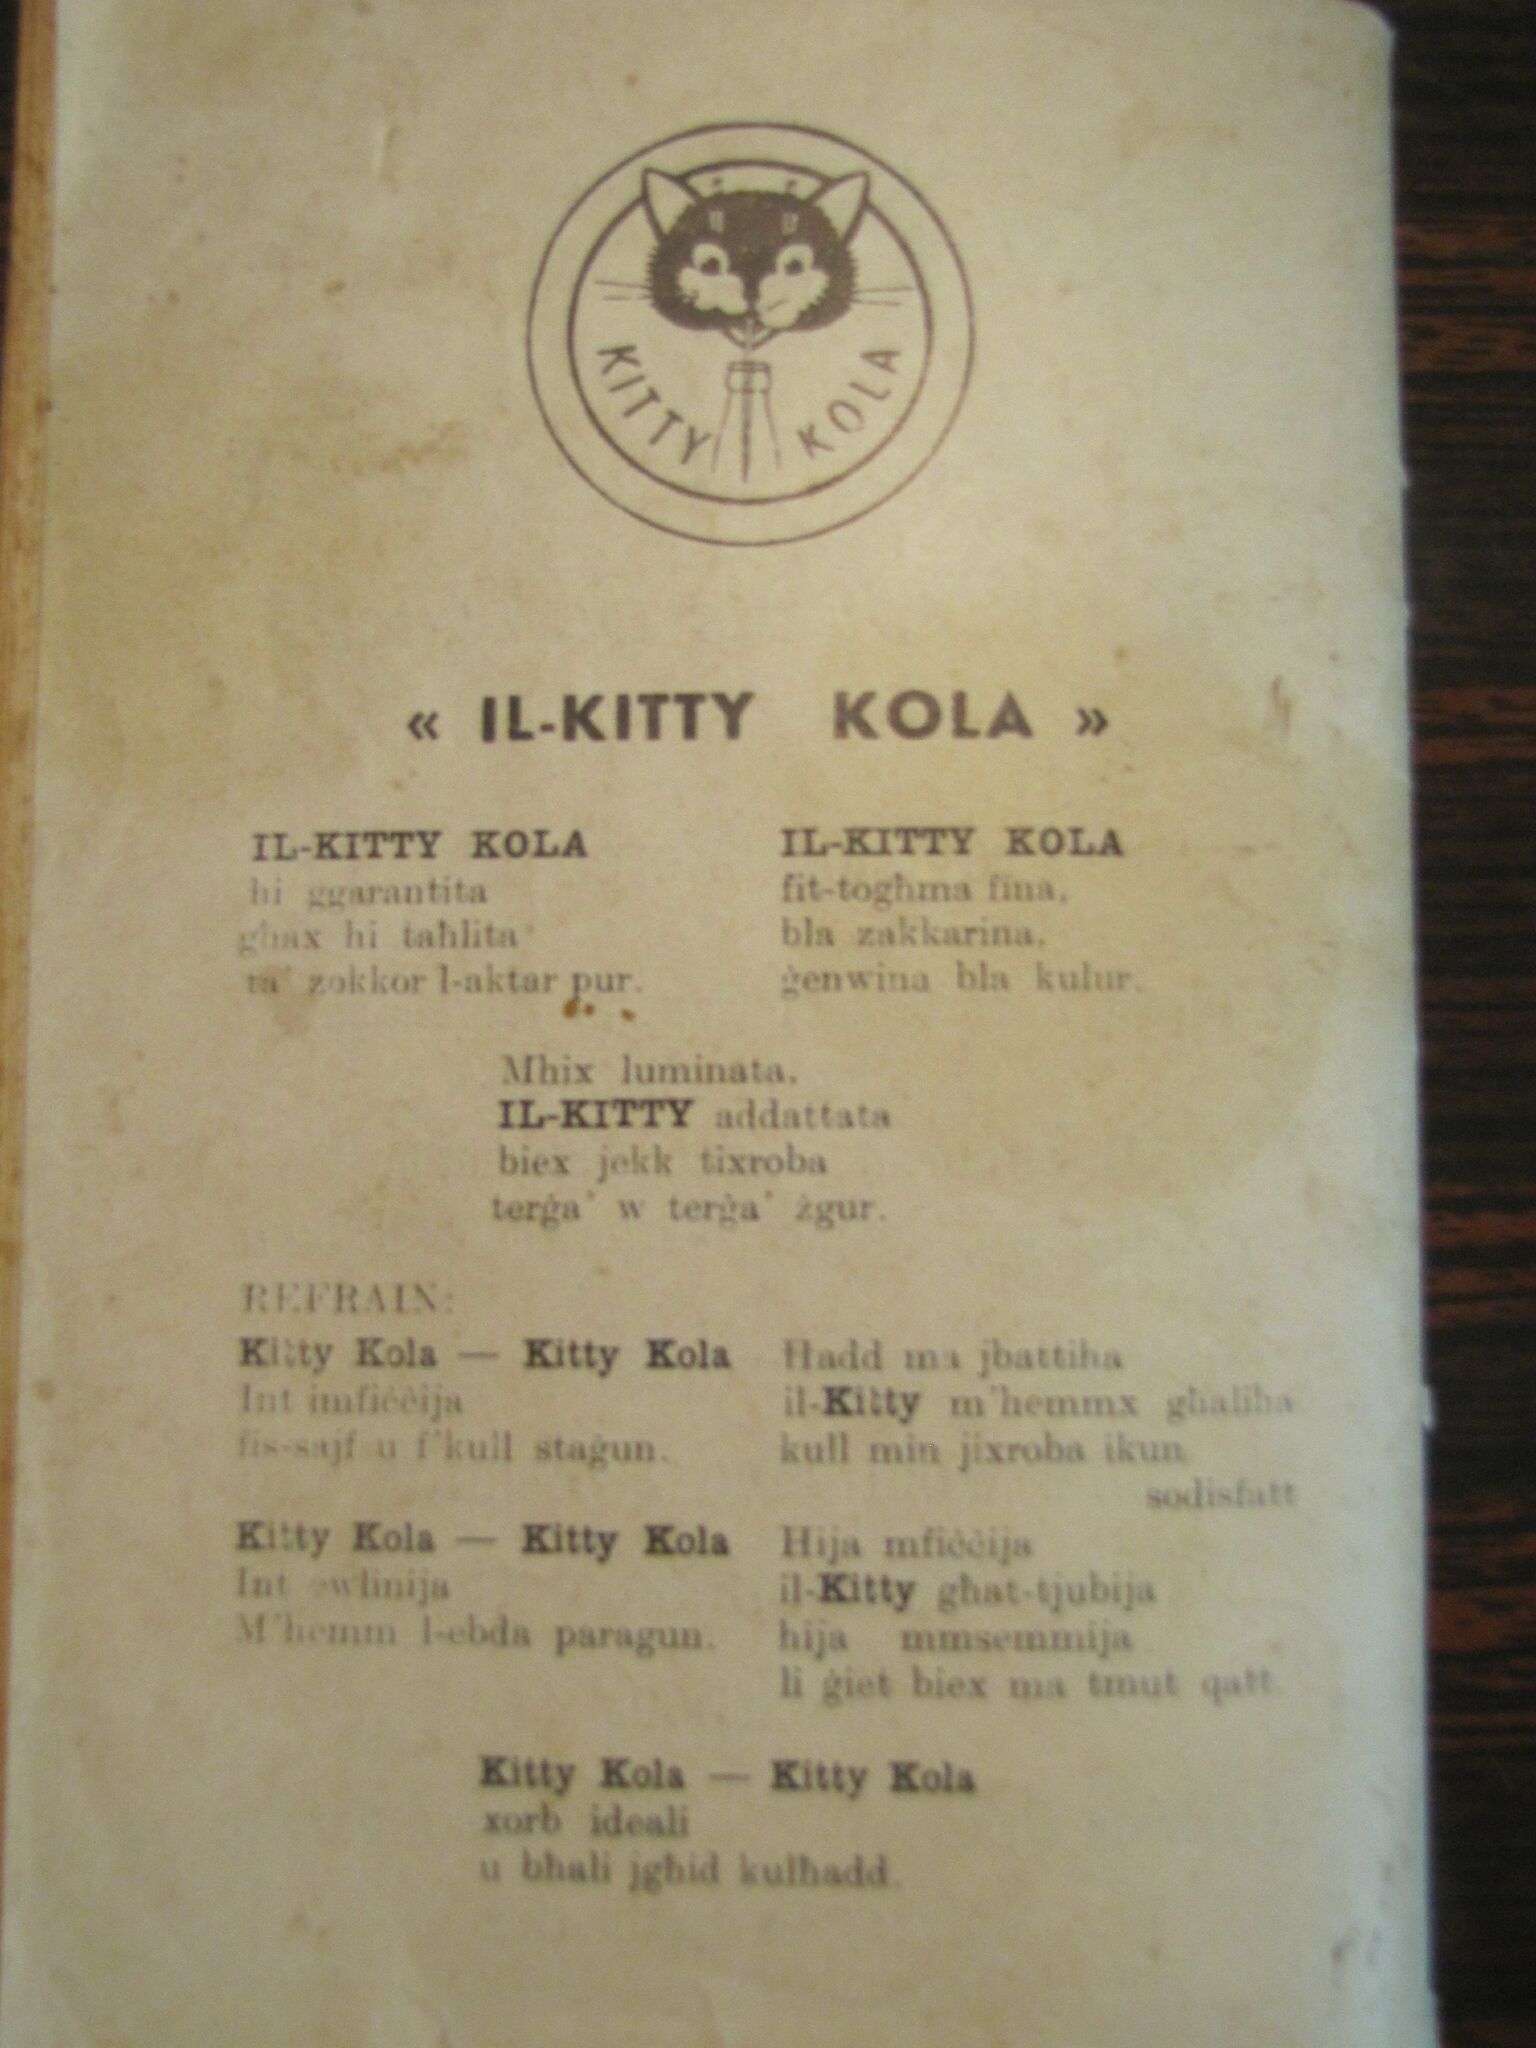 KITTY KOLA
« IL-KITTY KOLA »
IL-KITTY KOLA
hi ggarantita
għax hi taħlita
ta' zokkor l-aktar pur.
IL-KITTY KOLA
fit-togħma fina,
bla zakkarina,
ġenwina bla kulur.
Mhix luminata,
IL-KITTY addattata
biex jekk tixroba
terġa' w terġa' żgur.
REFRAIN:
Kitty Kola — Kitty Kola
Int imfiċċija
fis-sajf u f'kull staġun.
Kitty Kola — Kitty Kola
Int ewlinija
M'hemm l-ebda paragun.
Ħadd ma jbattiha
il-Kitty m'hemmx għaliha
kull min jixroba ikun
sodisfatt
Hija mfiċċija
il-Kitty għat-tjubija
hija mmsemmija
li ġiet biex ma tmut qatt
Kitty Kola — Kitty Kola
xorb ideali
u bħali jgħid kulħadd.